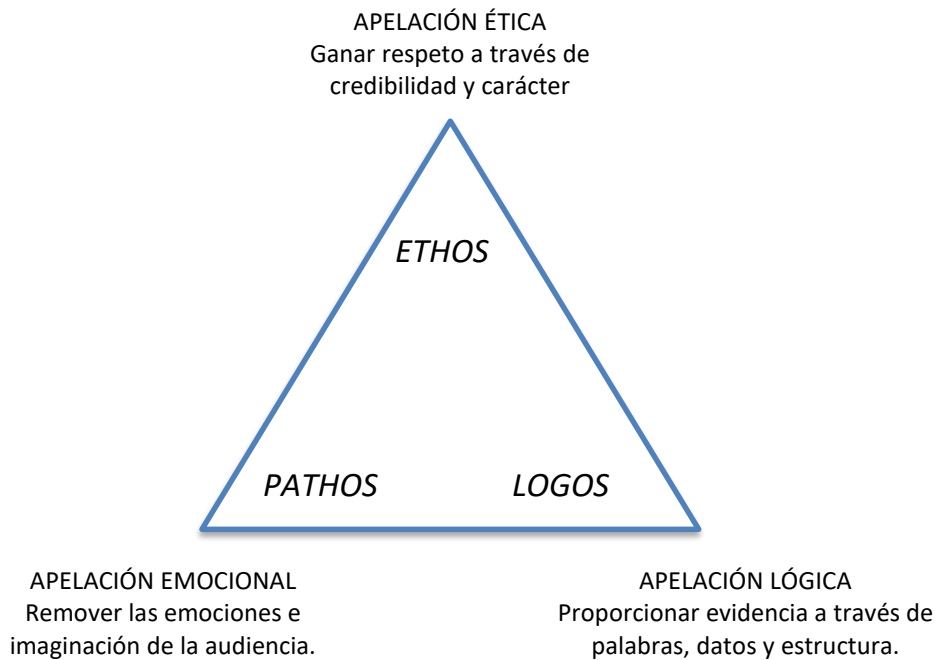 APELACIÓN ÉTICA
Ganar respeto a través de
credibilidad y carácter
ETHOS
PATHOS
LOGOS
APELACIÓN EMOCIONAL
Remover las emociones e
imaginación de la audiencia.
APELACIÓN LÓGICA
Proporcionar evidencia a través de
palabras, datos y estructura.